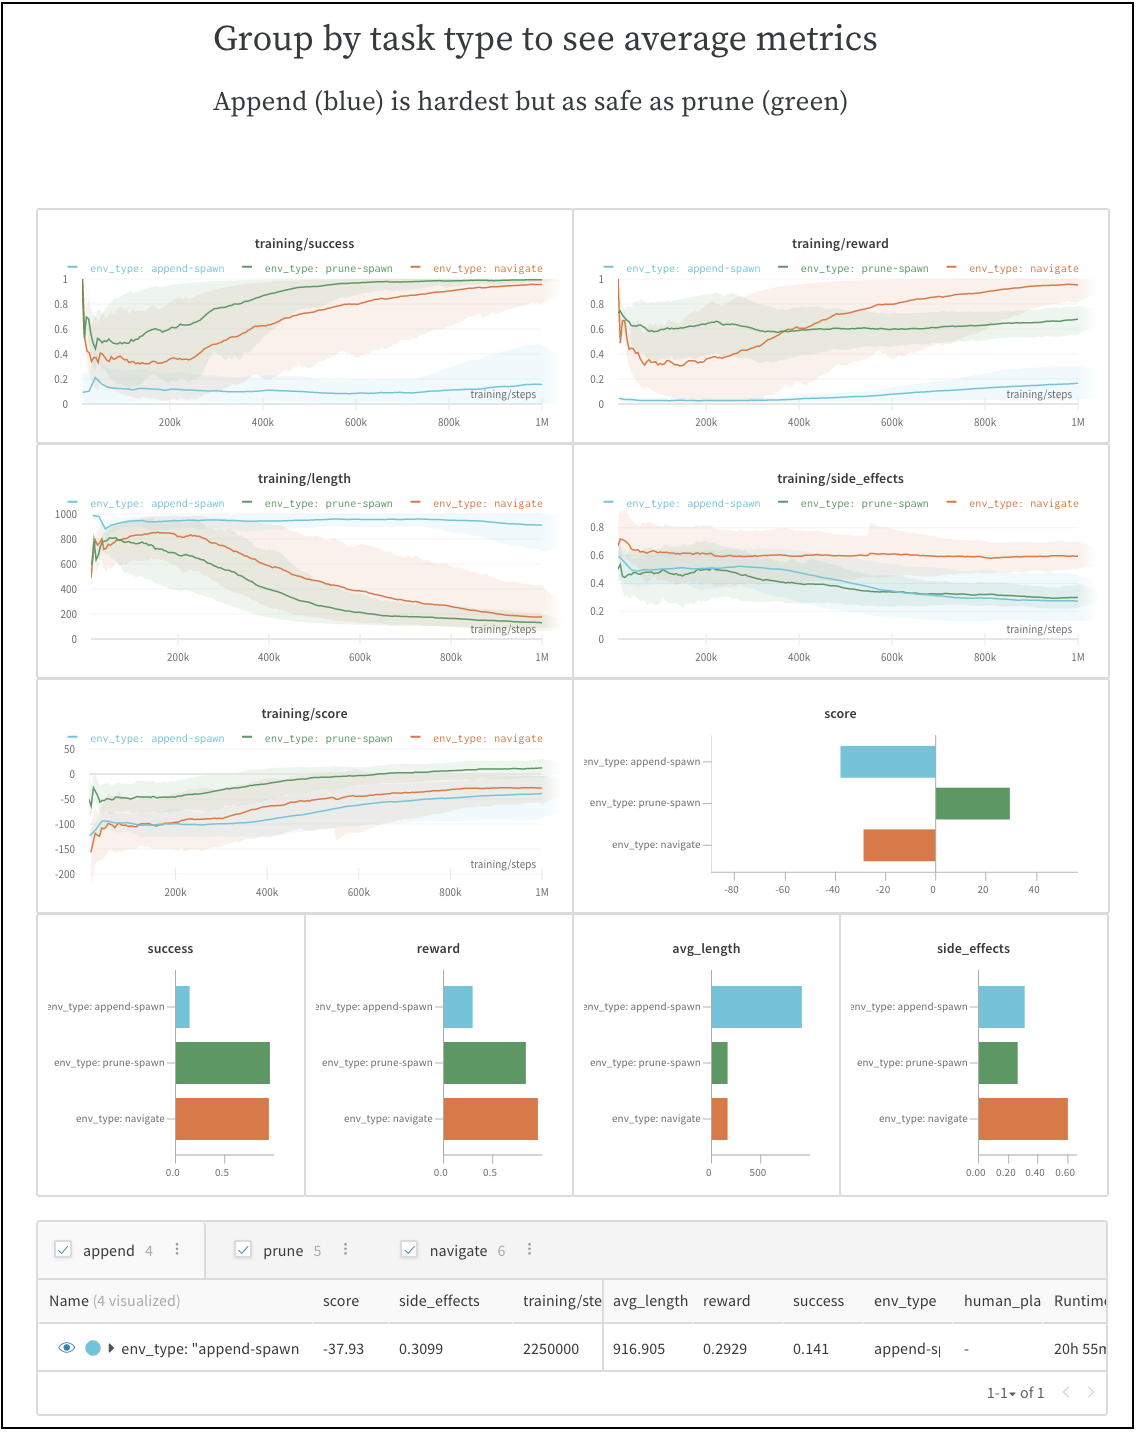 Group by task type to see average metrics
Append (blue) is hardest but as safe as prune (green)
training/success
env_type: append-spawn env_type: prune-spawn env_type: navigate
1
0.8
0.6
0.4
0.2
0
training/steps
200k 400k 600k 800k 1M
training/reward
env_type: append-spawn env_type: prune-spawn env_type: navigate
1
0.8
0.6
0.4
0.2
0
training/steps
200k 400k 600k 800k 1M
training/length
env_type: append-spawn env_type: prune-spawn env_type: navigate
1000
800
600
400
200
0
training/steps
200k 400k 600k 800k 1M
training/side_effects
env_type: append-spawn env_type: prune-spawn env_type: navigate
0.8
0.6
0.4
0.2
0
training/steps
200k 400k 600k 800k 1M
training/score
env_type: append-spawn env_type: prune-spawn env_type: navigate
50
0
-50
-100
-150
-200
training/steps
200k 400k 600k 800k 1M
score
env_type: append-spawn
env_type: prune-spawn
env_type: navigate
-80 -60 -40 -20 0 20 40
success
env_type: append-spawn
env_type: prune-spawn
env_type: navigate
0.0 0.5
reward
env_type: append-spawn
env_type: prune-spawn
env_type: navigate
0.0 0.5
avg_length
env_type: append-spawn
env_type: prune-spawn
env_type: navigate
0 500
side_effects
env_type: append-spawn
env_type: prune-spawn
env_type: navigate
0.00 0.20 0.40 0.60
append 4 prune 5 navigate 6
Name (4 visualized) score side_effects training/ste avg_length reward success env_type human_pla Runtime
env_type: "append-spawn -37.93 0.3099 2250000 916.905 0.2929 0.141 append-sp - 20h 55m
1-1 of 1